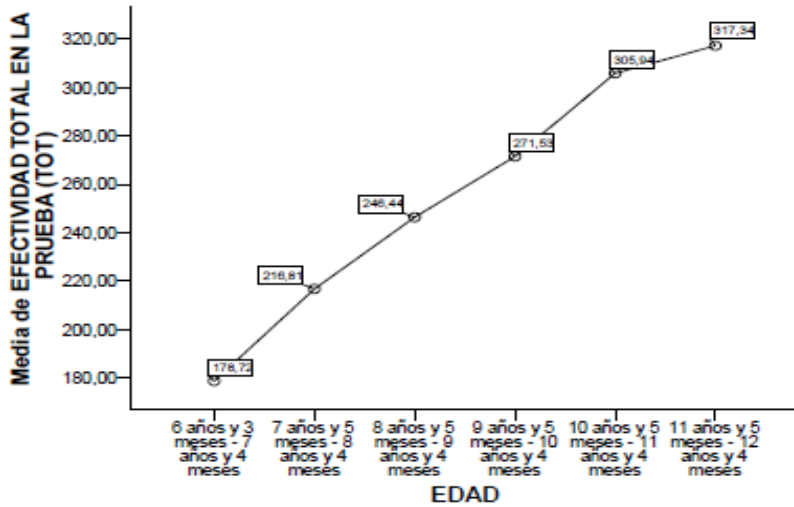 Media de EFECTIVIDAD TOTAL EN LA
PRUEBA (TOT)
320,00
300,00
280,00
260,00
240,00
220,00
200,00
180,00
178,72
216,81
246,44
271,53
305,94
317,34
6 años y 3
meses - 7
años y 4
meses
7 años y 5
meses - 8
años y 4
meses
8 años y 5
meses - 9
años y 4
meses
9 años y 5
meses - 10
años y 4
meses
10 años y 5
meses - 11
años y 4
meses
11 años y 5
meses - 12
años y 4
meses
EDAD